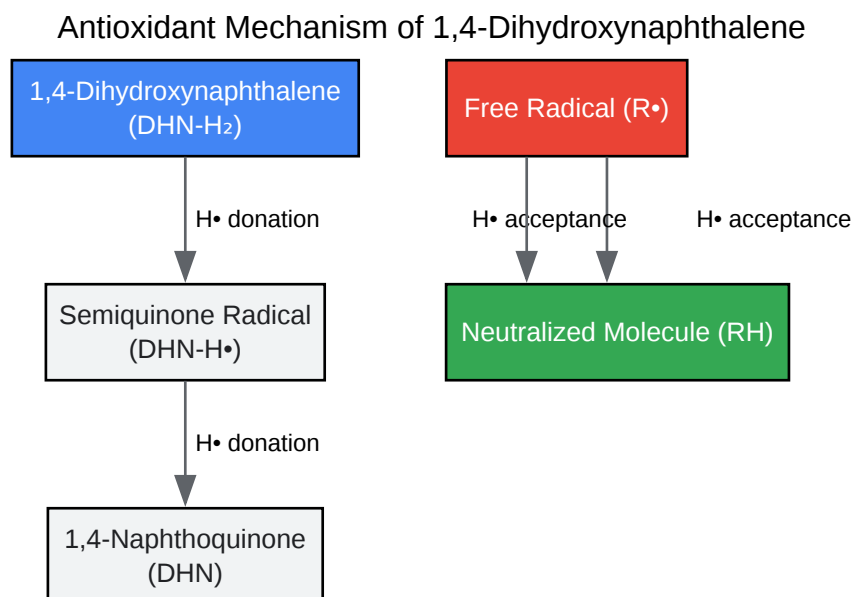 Antioxidant Mechanism of 1,4-Dihydroxynaphthalene
1,4-Dihydroxynaphthalene
(DHN-H₂)
Free Radical (R•)
H• donation
H• acceptance
H• acceptance
Semiquinone Radical
(DHN-H•)
Neutralized Molecule (RH)
H• donation
1,4-Naphthoquinone
(DHN)